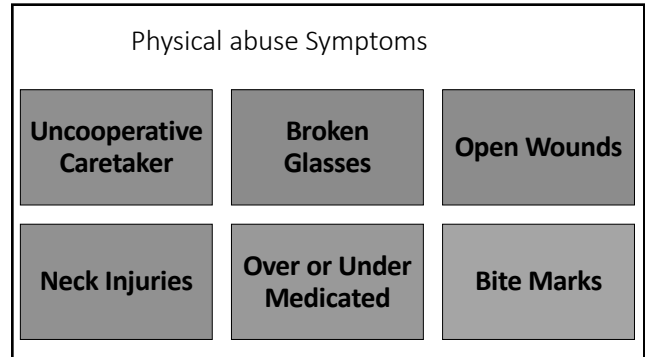 Physical abuse Symptoms
Uncooperative
Caretaker
Broken
Glasses
Open Wounds
Neck Injuries
Over or Under
Medicated
Bite Marks